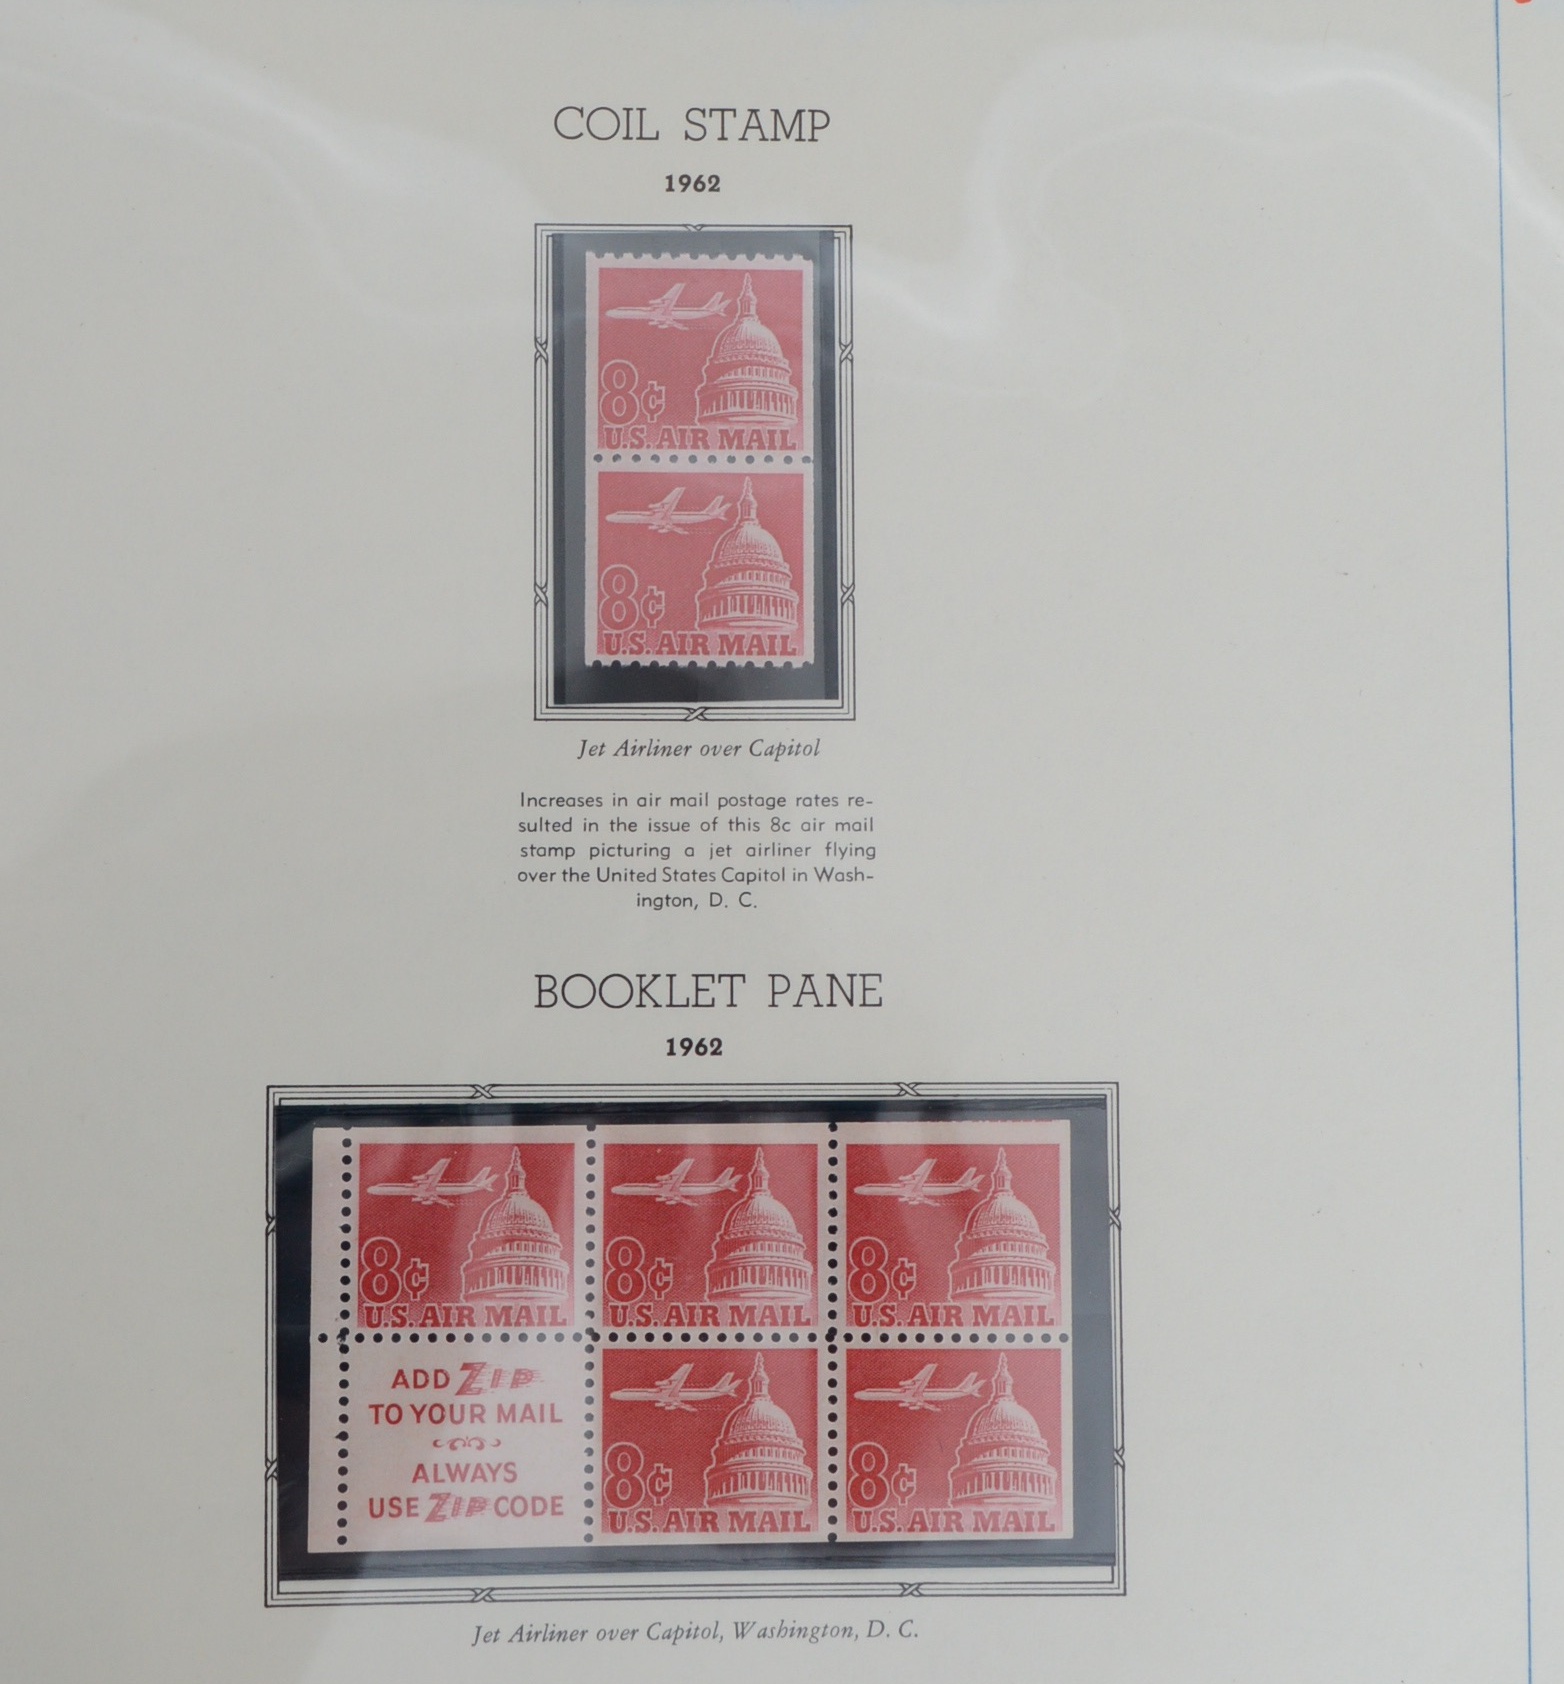 COIL STAMP
1962
8¢
U.S. AIR MAIL
8¢
U.S. AIR MAIL
Jet Airliner over Capitol
Increases in air mail postage rates re-
sulted in the issue of this 8c air mail
stamp picturing a jet airliner flying
over the United States Capitol in Wash-
ington, D. C.
BOOKLET PANE
1962
8¢ 8¢ 8¢
U.S. AIR MAIL U.S. AIR MAIL U.S. AIR MAIL
ADD ZIP
TO YOUR MAIL
ALWAYS
USE ZIP CODE
8¢ 8¢
U.S. AIR MAIL U.S. AIR MAIL
Jet Airliner over Capitol, Washington, D. C.